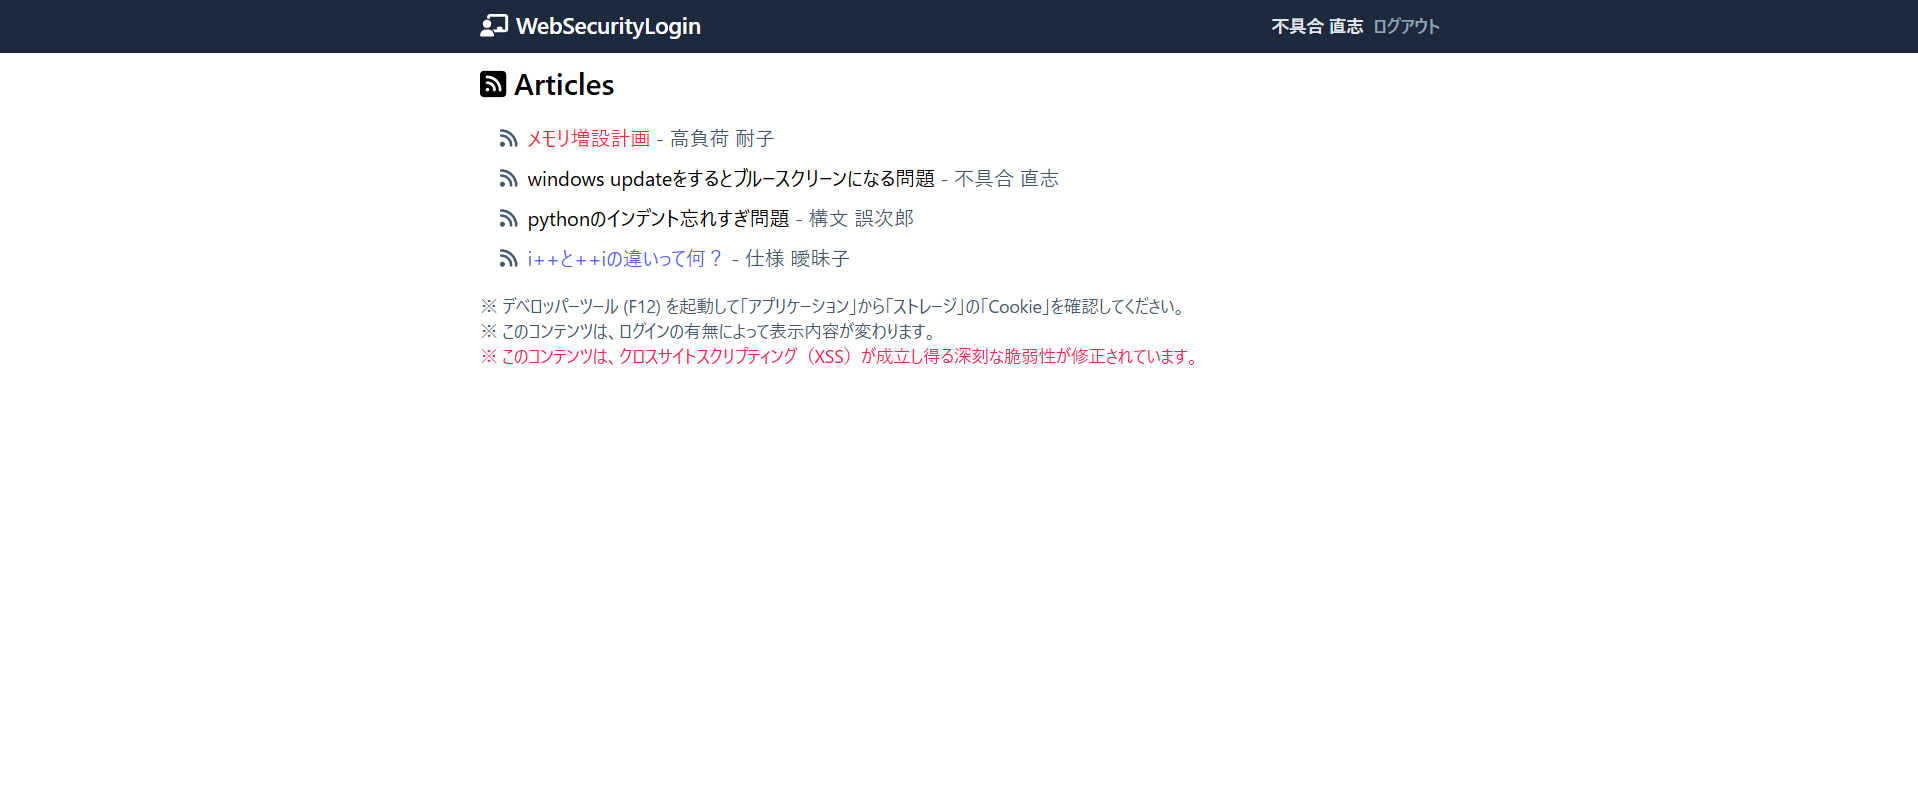 WebSecurityLogin
不具合 直志 ログアウト
Articles
メモリ増設計画 - 高負荷 耐子
windows updateをするとブルースクリーンになる問題 - 不具合 直志
pythonのインデント忘れすぎ問題 - 構文 誤次郎
i++と++iの違いって何？ - 仕様 曖昧子
※ デベロッパーツール (F12) を起動して「アプリケーション」から「ストレージ」の「Cookie」を確認してください。
※ このコンテンツは、ログインの有無によって表示内容が変わります。
※ このコンテンツは、クロスサイトスクリプティング（XSS）が成立し得る深刻な脆弱性が修正されています。